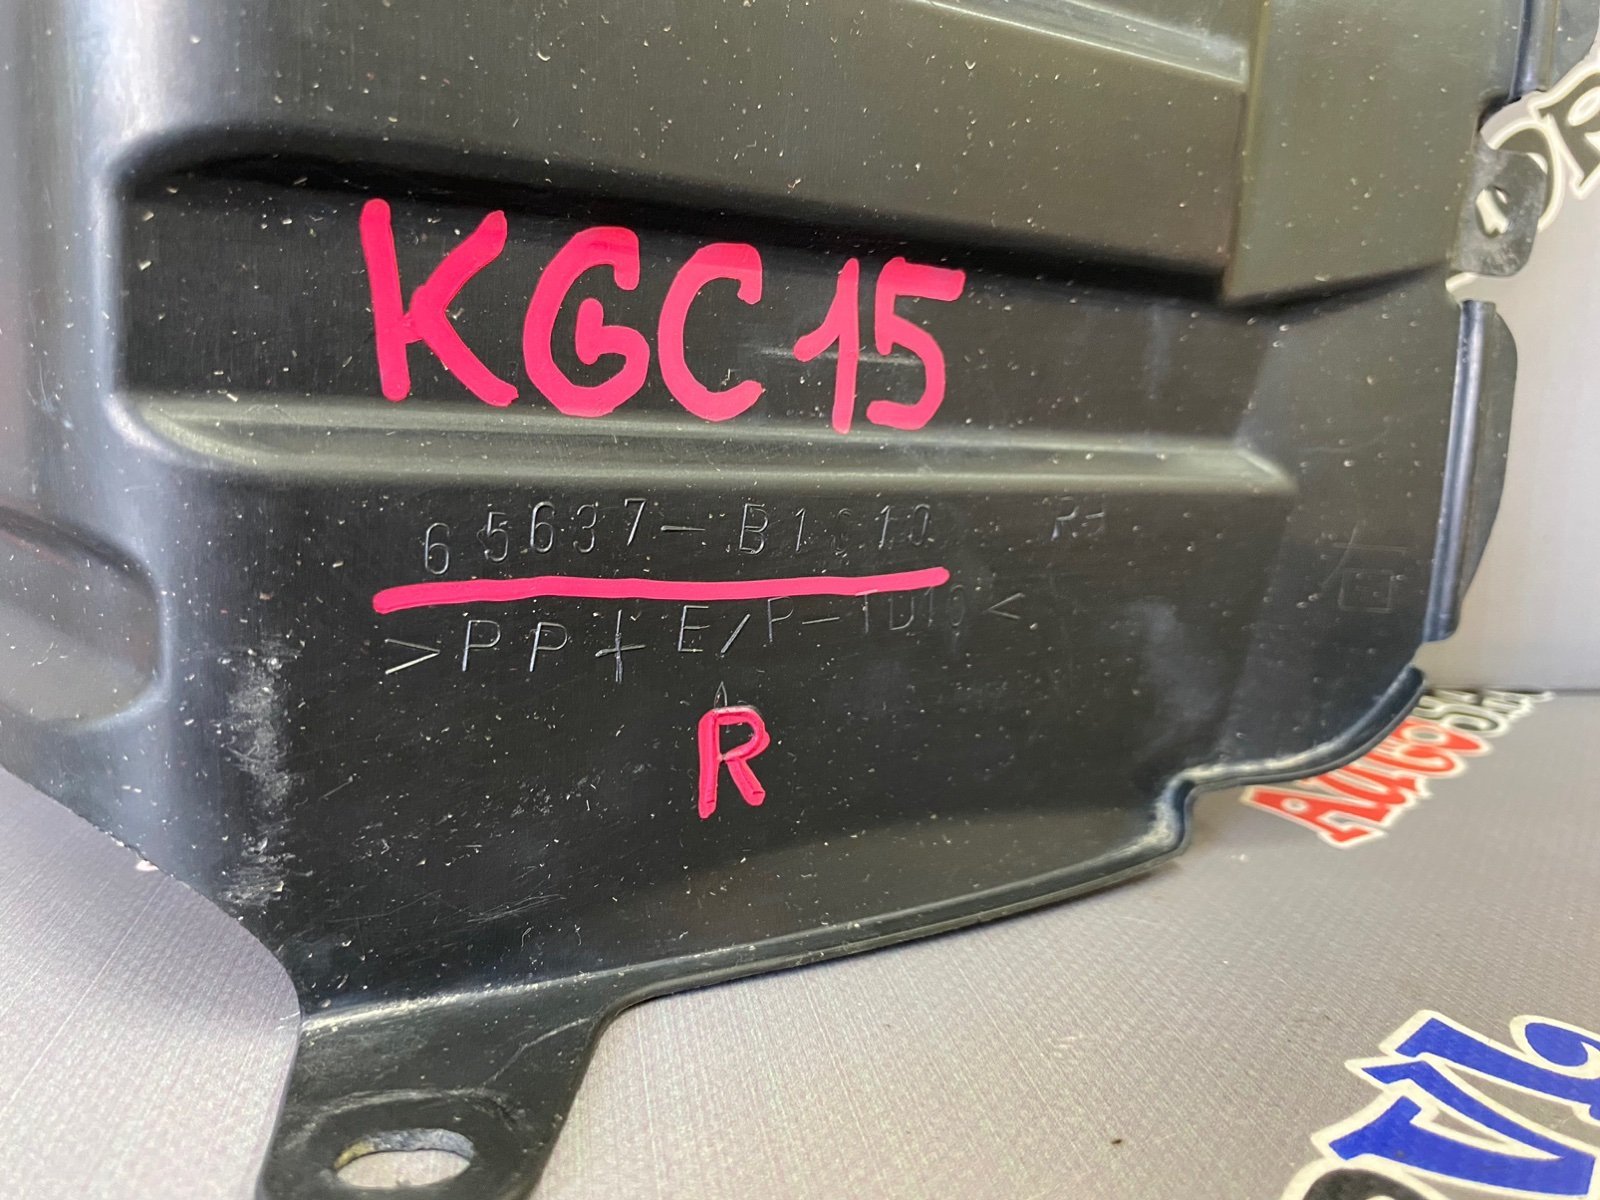 KGC15
65637-B1010 R-
>PP+E/P-TD10<
R